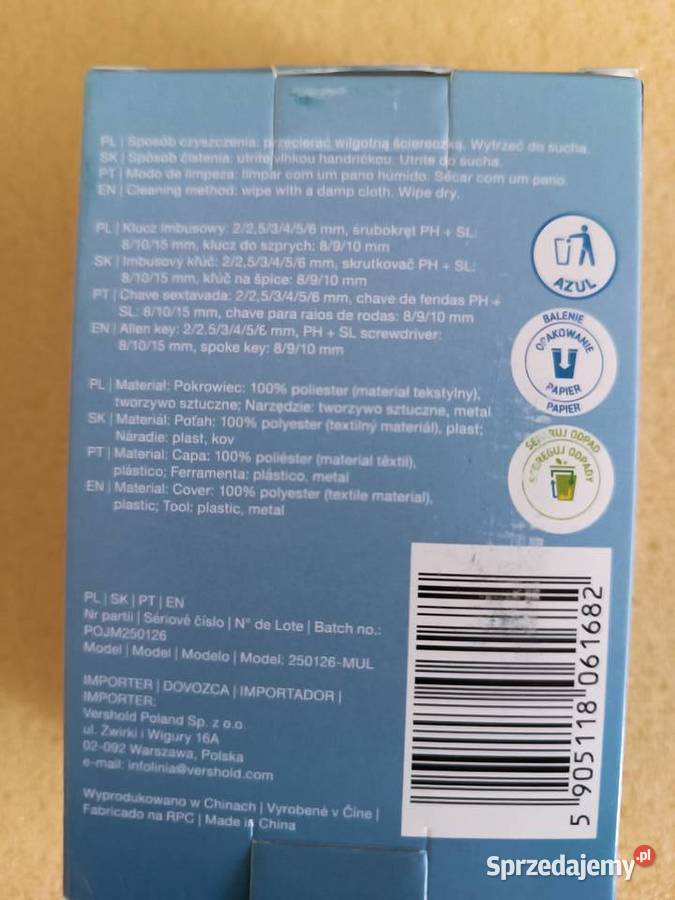 PL | Sposób czyszczenia: przecierać wilgotną ściereczką. Wytrzeć do sucha.
SK | Spôsob čistenia: utrite vlhkou handričkou. Utrite do sucha.
PT | Modo de limpeza: limpar com um pano húmido. Secar com um pano.
EN | Cleaning method: wipe with a damp cloth. Wipe dry.
PL | Klucz imbusowy: 2/2,5/3/4/5/6 mm, śrubokręt PH + SL:
8/10/15 mm, klucz do szprych: 8/9/10 mm
SK | Imbusový kľúč: 2/2,5/3/4/5/6 mm, skrutkovač PH + SL:
8/10/15 mm, kľúč na špice: 8/9/10 mm
PT | Chave sextavada: 2/2,5/3/4/5/6 mm, chave de fendas PH +
SL: 8/10/15 mm, chave para raios de rodas: 8/9/10 mm
EN | Allen key: 2/2.5/3/4/5/6 mm, PH + SL screwdriver:
8/10/15 mm, spoke key: 8/9/10 mm
AZUL
BALENIE
OPAKOWANIE
PAPIER
PAPIER
PL | Materiał: Pokrowiec: 100% poliester (materiał tekstylny),
tworzywo sztuczne; Narzędzie: tworzywo sztuczne, metal
SK | Materiál: Poťah: 100% polyester (textilný materiál), plast;
Náradie: plast, kov
PT | Material: Capa: 100% poliéster (material têxtil),
plástico; Ferramenta: plástico, metal
EN | Material: Cover: 100% polyester (textile material),
plastic; Tool: plastic, metal
SEPARUJ ODPAD
SEGREGUJ ODPADY
PL | SK | PT | EN
Nr partii | Sériové číslo | N° de Lote | Batch no.:
POJM250126
Model | Model | Modelo | Model: 250126-MUL
IMPORTER | DOVOZCA | IMPORTADOR |
IMPORTER:
Vershold Poland Sp. z o.o.
ul. Żwirki i Wigury 16A
02-092 Warszawa, Polska
e-mail: infolinia@vershold.com
Wyprodukowano w Chinach | Vyrobené v Číne |
Fabricado na RPC | Made in China
5 905118 061682
Sprzedajemy.pl